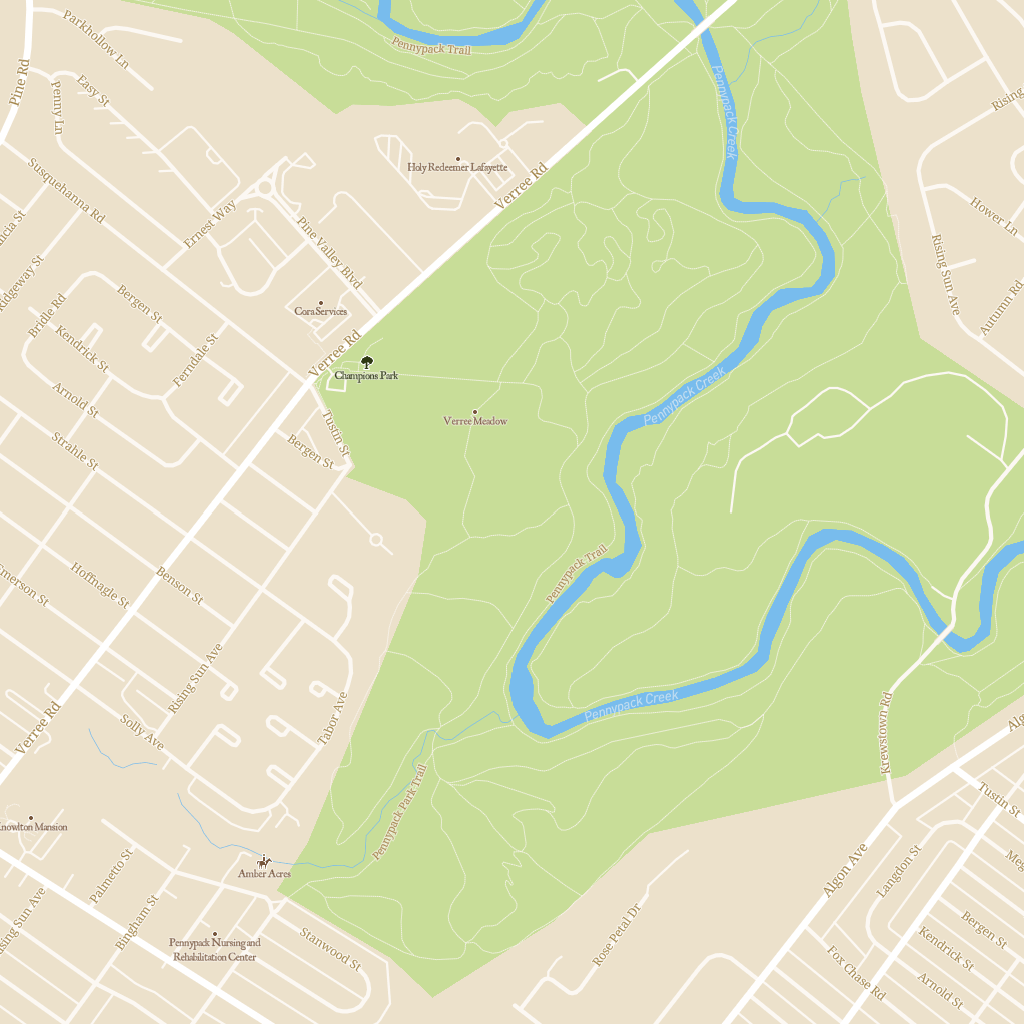 Parkhollow Ln
Pennypack Trail
Pine Rd
Easy St
Penny Ln
Pennypack Creek
Rising
Holy Redeemer Lafayette
Susquehanna Rd
Verree Rd
Ernest Way
Pine Valley Blvd
Hower Ln
Rising Sun Ave
Ridgeway St
Autumn Rd
Bridle Rd
Bergen St
Cora Services
Kendrick St
Ferndale St
Verree Rd
Champions Park
Arnold St
Pennypack Creek
Verree Meadow
Tustin St
Strahle St
Bergen St
Pennypack Trail
Hoffnagle St
Benson St
Emerson St
Rising Sun Ave
Pennypack Creek
Tabor Ave
Verree Rd
Solly Ave
Krewstown Rd
Pennypack Park Trail
Tustin St
Knowlton Mansion
Amber Acres
Algon Ave
Langdon St
Palmetto St
Bingham St
Pennypack Nursing and
Rehabilitation Center
Stanwood St
Rose Petal Dr
Bergen St
Kendrick St
Fox Chase Rd
Arnold St